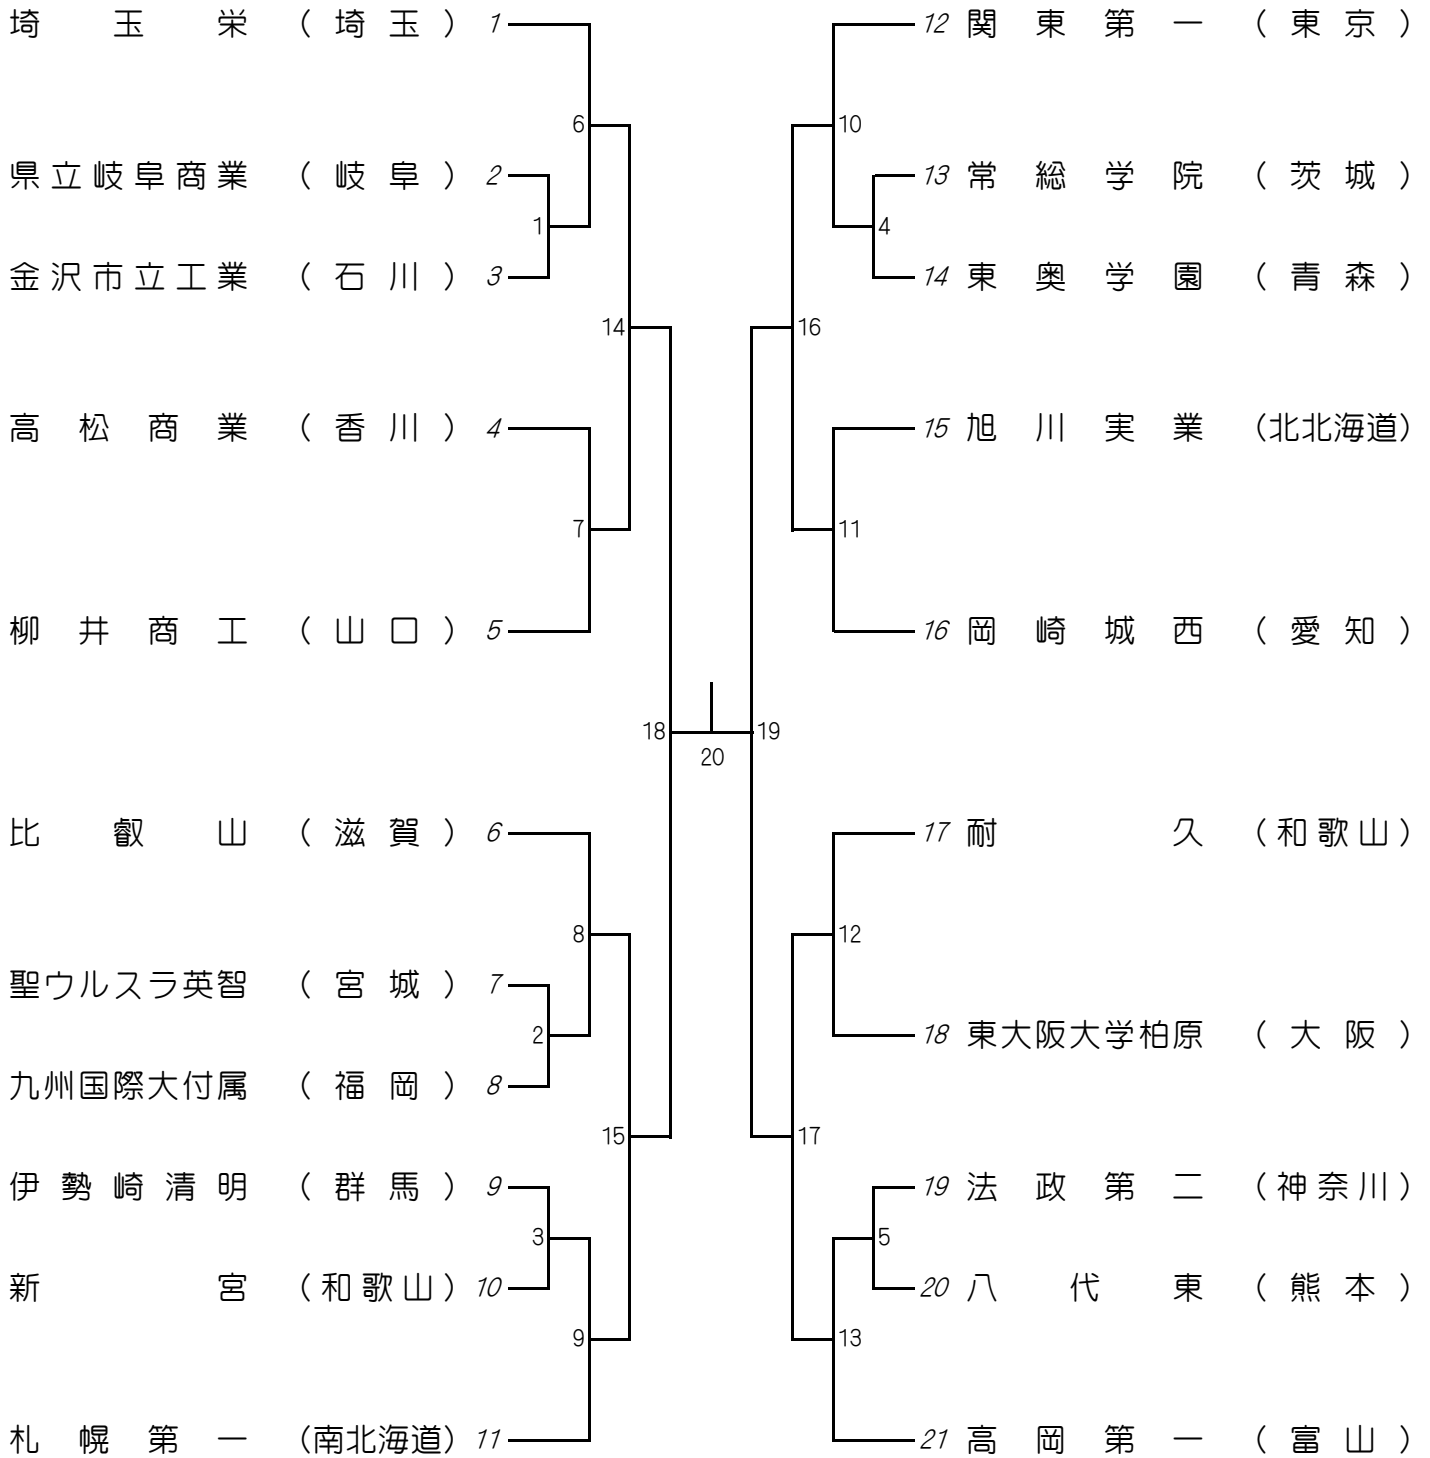 埼玉栄 (埼玉) 1
6
県立岐阜商業 (岐阜) 2
1
金沢市立工業 (石川) 3
14
高松商業 (香川) 4
7
柳井商工 (山口) 5
18
20
比叡山 (滋賀) 6
8
聖ウルスラ英智 (宮城) 7
2
九州国際大付属 (福岡) 8
15
伊勢崎清明 (群馬) 9
3
新宮 (和歌山) 10
9
札幌第一 (南北海道) 11
12 関東第一 (東京)
10
13 常総学院 (茨城)
4
14 東奥学園 (青森)
16
15 旭川実業 (北北海道)
11
16 岡崎城西 (愛知)
19
17 耐久 (和歌山)
12
18 東大阪大学柏原 (大阪)
17
19 法政第二 (神奈川)
5
20 八代東 (熊本)
13
21 高岡第一 (富山)